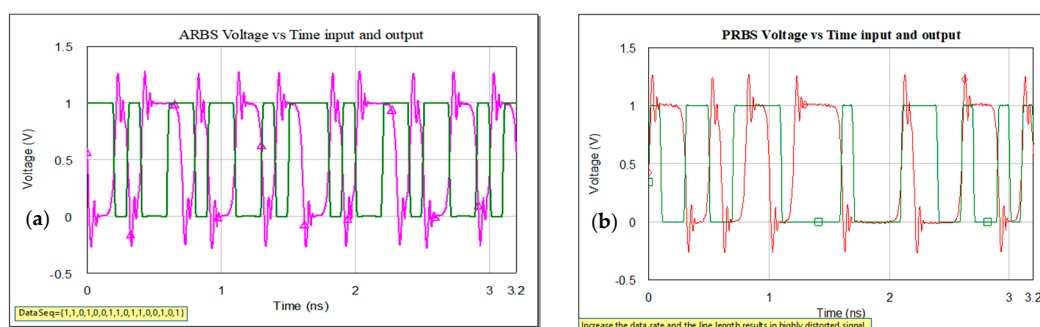 ARBS Voltage vs Time input and output
1.5
1
0.5
0
-0.5
Voltage (V)
(a)
0
1
2
3
3.2
Time (ns)
DataSeq={1,1,0,1,0,0,1,1,0,1,1,0,0,1,0,1}
PRBS Voltage vs Time input and output
1.5
1
0.5
0
-0.5
Voltage (V)
(b)
0
1
2
3
3.2
Time (ns)
Increase the data rate and the line length results in highly distorted signal